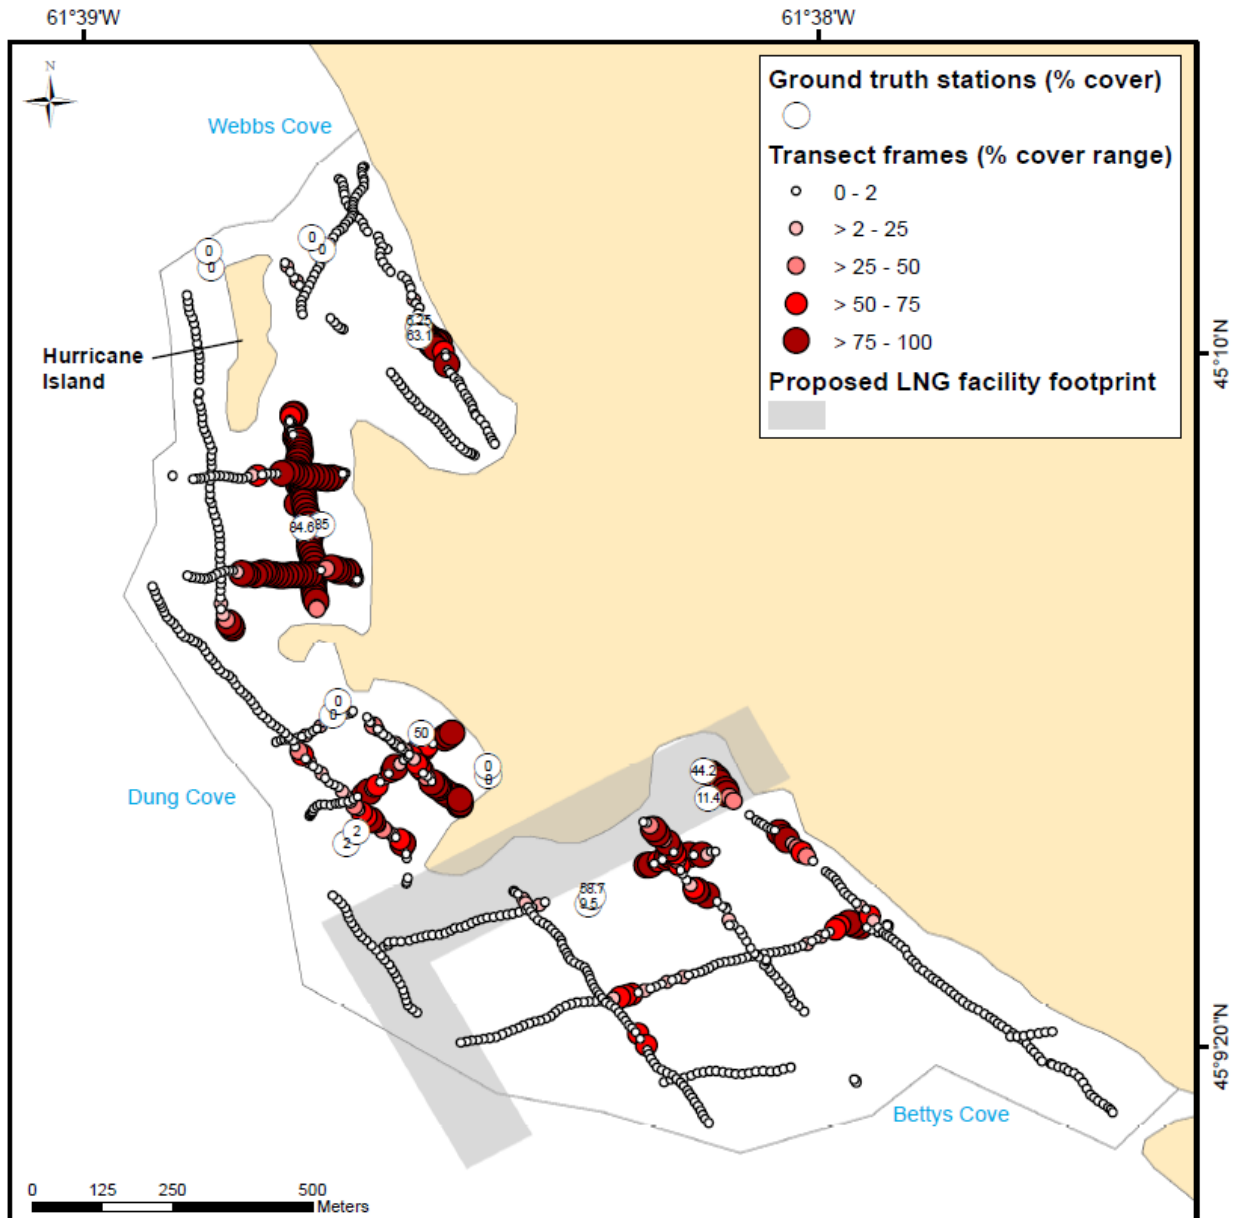 61°39'W
61°38'W
N
Webbs Cove
Ground truth stations (% cover)
Transect frames (% cover range)
0 - 2
> 2 - 25
> 25 - 50
> 50 - 75
> 75 - 100
Proposed LNG facility footprint
0
0
0
0
6.25
63.1
Hurricane
Island
45°10'N
84.6
85
0
0
50
0
0
44.2
11.4
Dung Cove
2
2
9.5
45°9'20"N
Bettys Cove
0 125 250 500
Meters